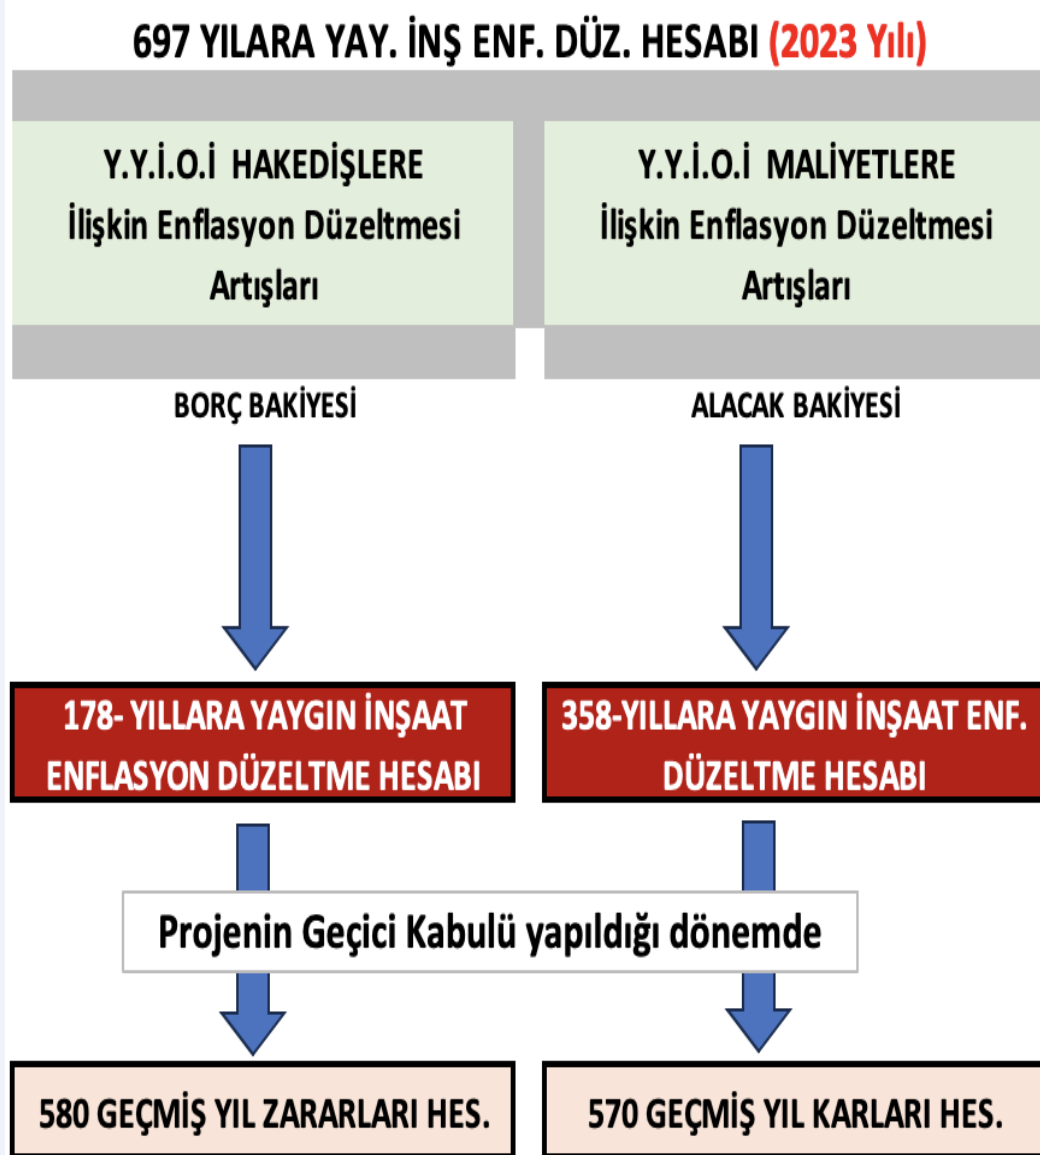 697 YILARA YAY. İNŞ ENF. DÜZ. HESABI (2023 Yılı)
Y.Y.İ.O.İ HAKEDİŞLERE
İlişkin Enflasyon Düzeltmesi
Artışları
Y.Y.İ.O.İ MALİYETLERE
İlişkin Enflasyon Düzeltmesi
Artışları
BORÇ BAKİYESİ
ALACAK BAKİYESİ
178- YILLARA YAYGIN İNŞAAT
ENFLASYON DÜZELTME HESABI
358-YILLARA YAYGIN İNŞAAT ENF.
DÜZELTME HESABI
Projenin Geçici Kabulü yapıldığı dönemde
580 GEÇMİŞ YIL ZARARLARI HES.
570 GEÇMİŞ YIL KARLARI HES.